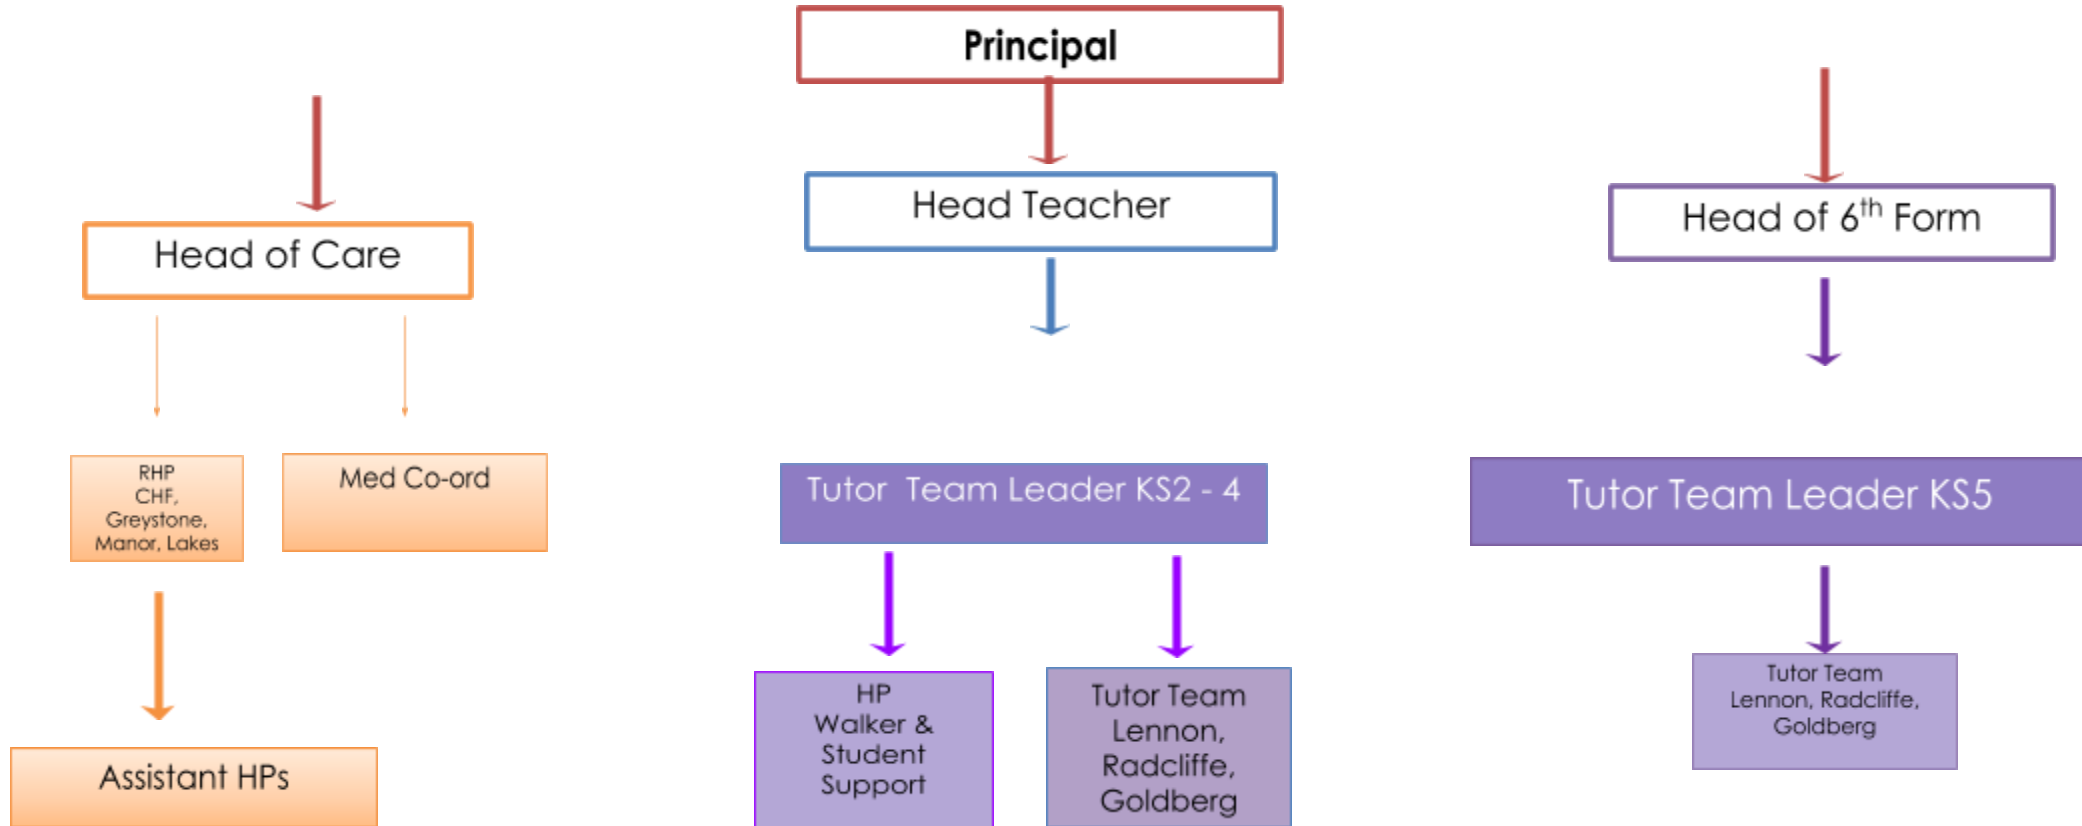 Principal
Head Teacher
Head of 6th Form
Head of Care
RHP
CHF,
Greystone,
Manor, Lakes
Med Co-ord
Tutor Team Leader KS2 - 4
Tutor Team Leader KS5
HP
Walker &
Student
Support
Tutor Team
Lennon,
Radcliffe,
Goldberg
Tutor Team
Lennon, Radcliffe,
Goldberg
Assistant HPs